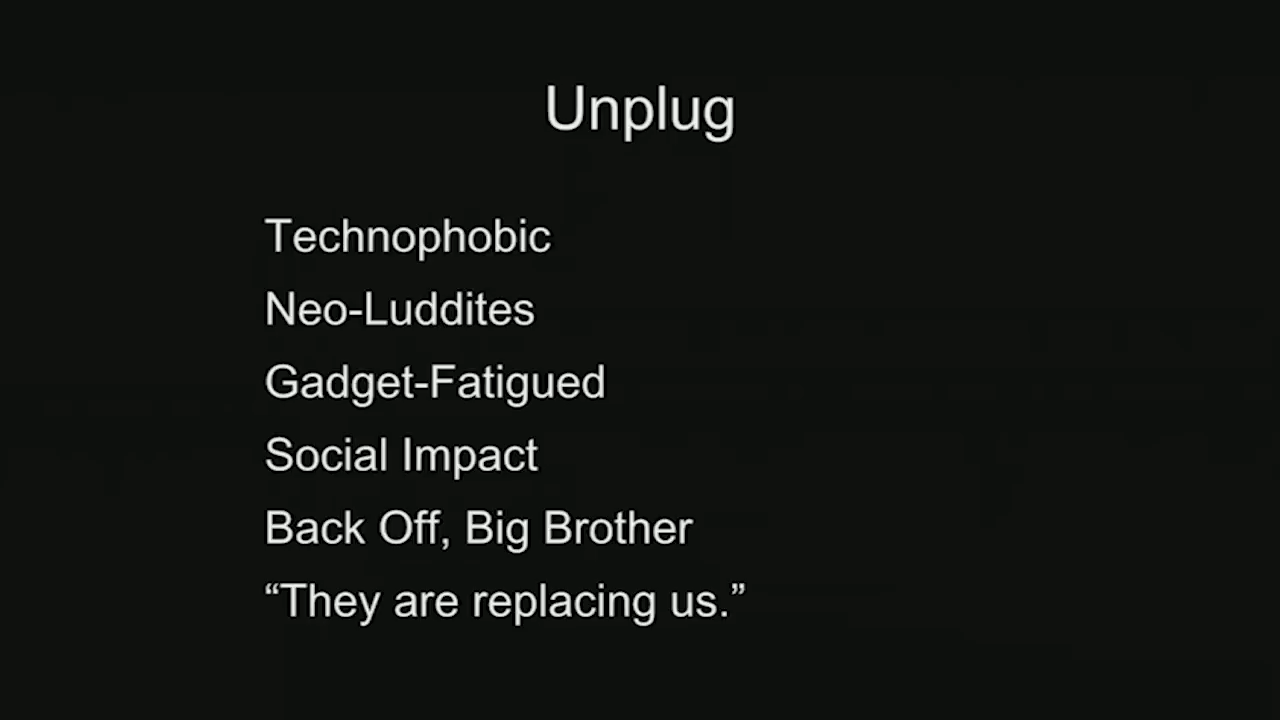 Unplug
Technophobic
Neo-Luddites
Gadget-Fatigued
Social Impact
Back Off, Big Brother
“They are replacing us.”